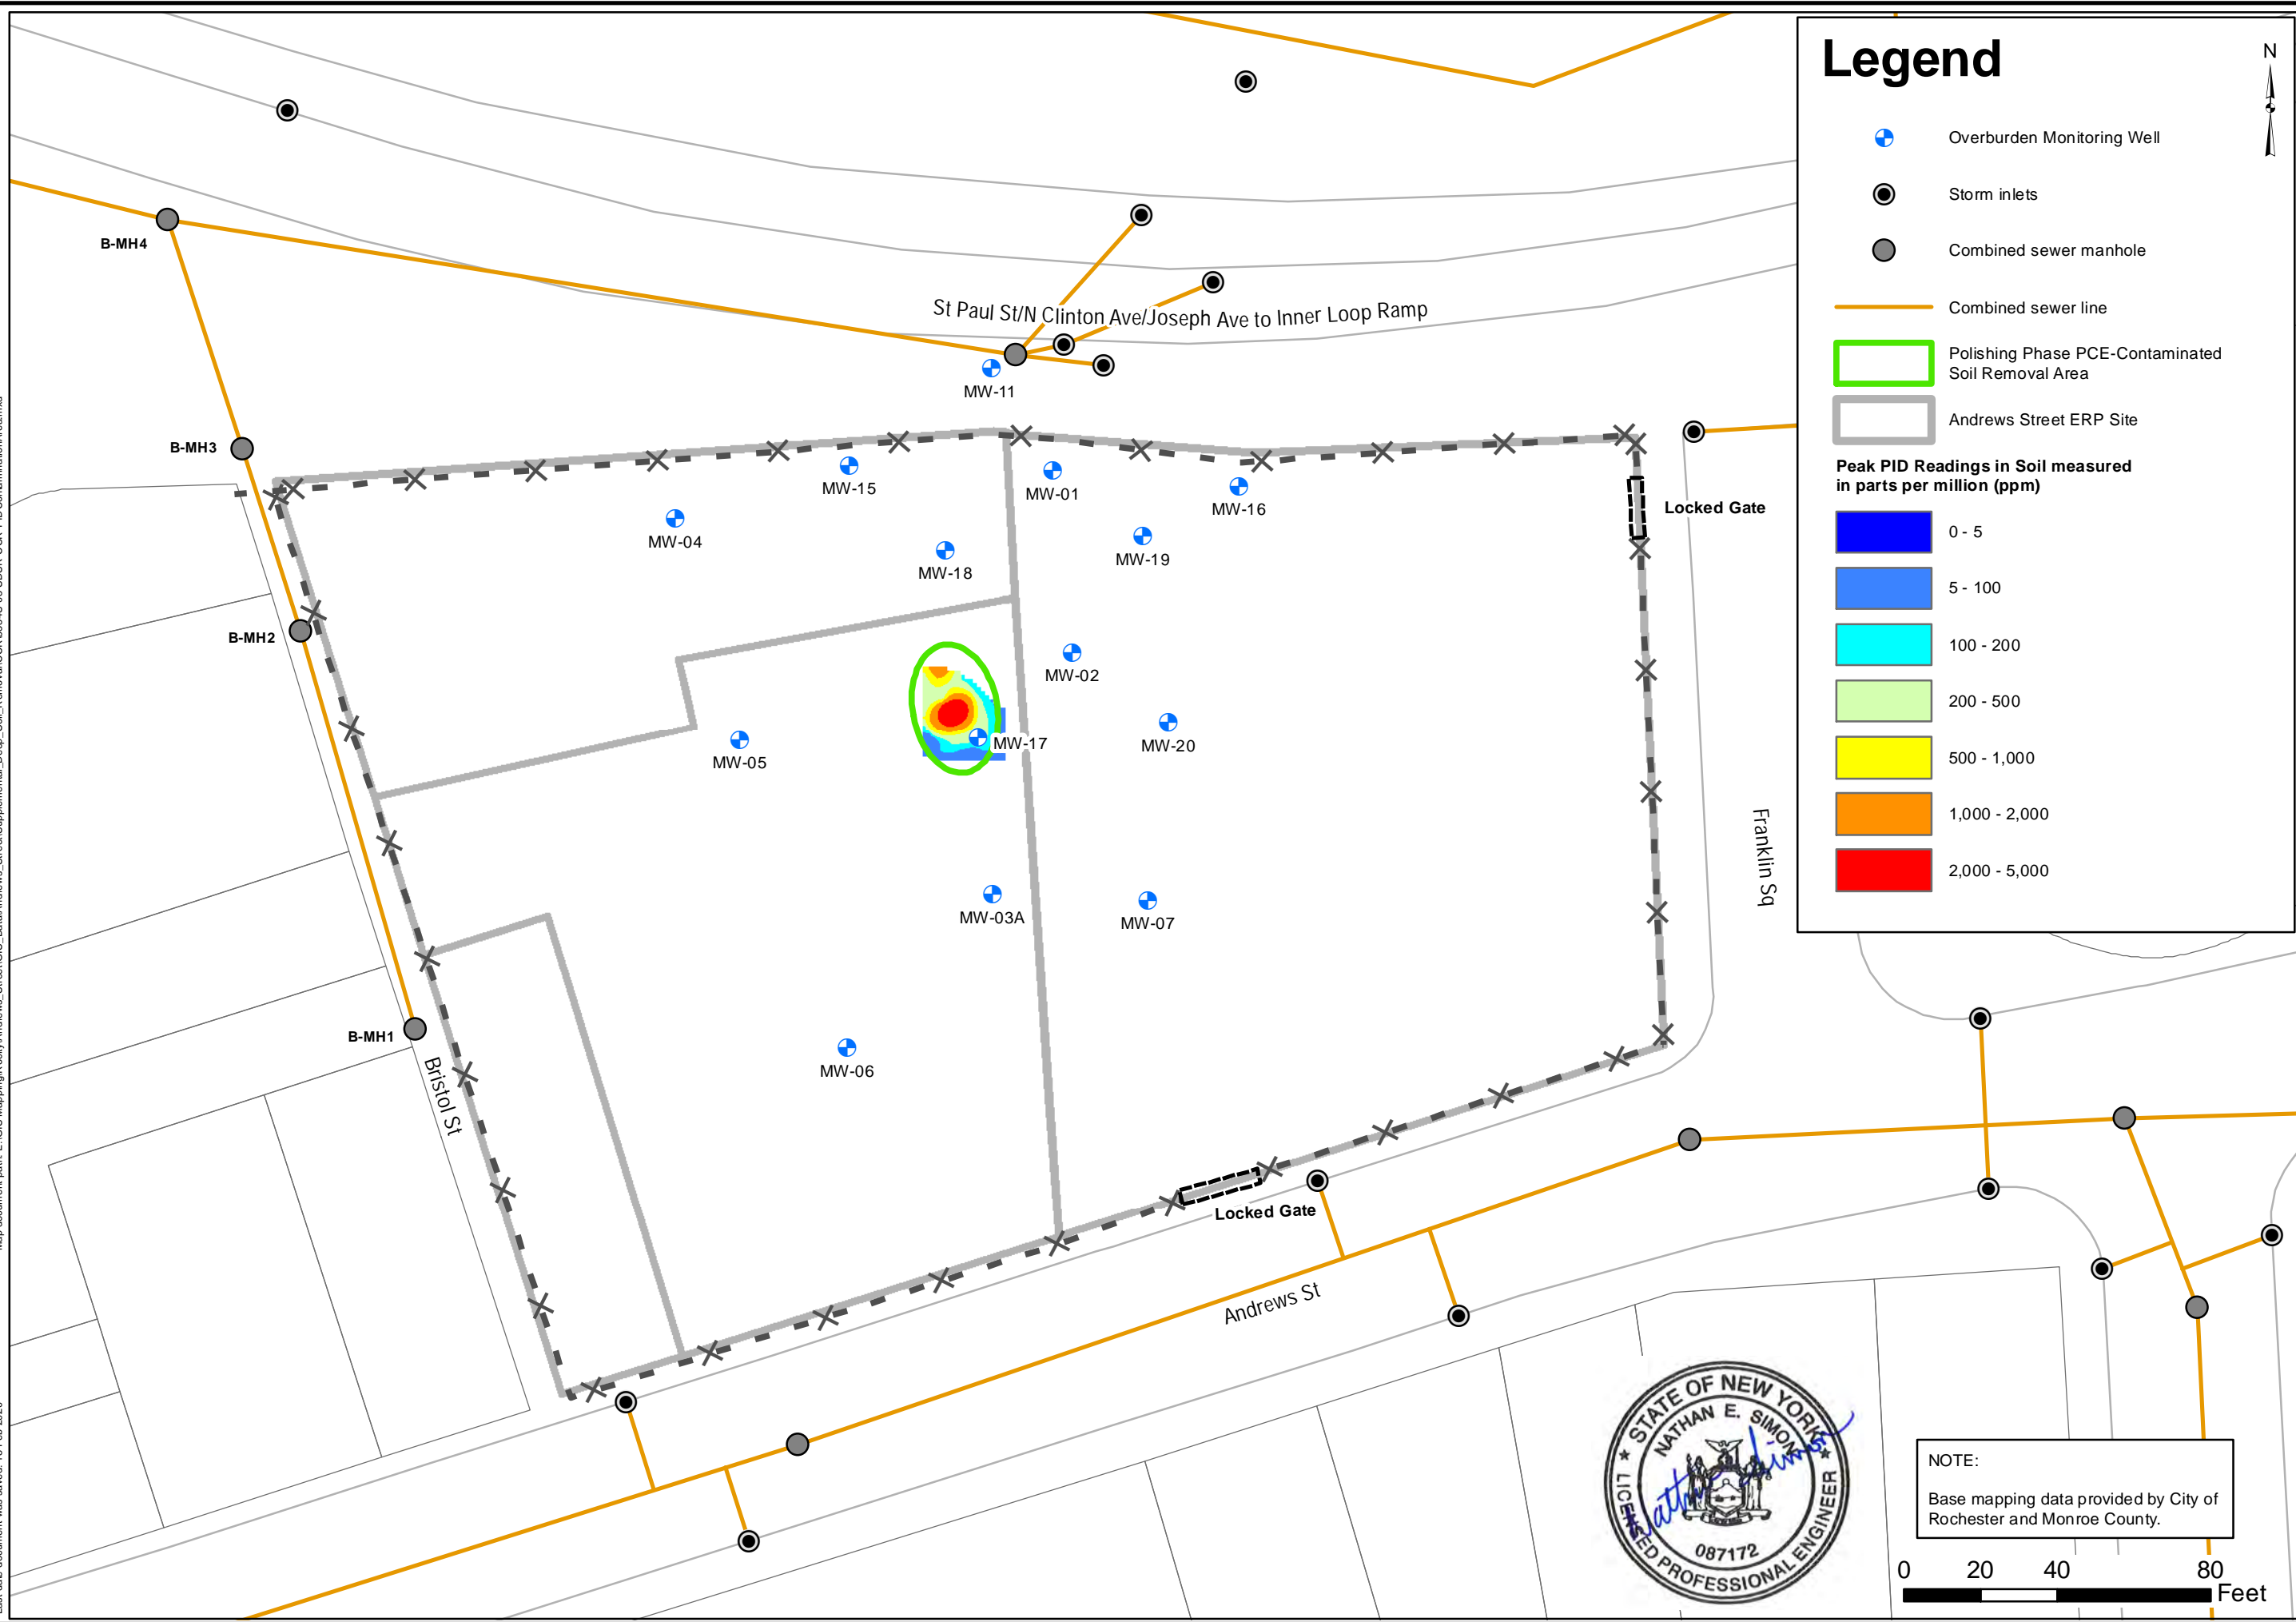 Legend
N
Overburden Monitoring Well
Storm inlets
Combined sewer manhole
Combined sewer line
Polishing Phase PCE-Contaminated
Soil Removal Area
Andrews Street ERP Site
Peak PID Readings in Soil measured
in parts per million (ppm)
0 - 5
5 - 100
100 - 200
200 - 500
500 - 1,000
1,000 - 2,000
2,000 - 5,000
B-MH4
St Paul St/N Clinton Ave/Joseph Ave to Inner Loop Ramp
MW-11
B-MH3
MW-15
MW-01
MW-16
Locked Gate
MW-04
MW-19
MW-18
B-MH2
MW-02
MW-17
MW-20
MW-05
Franklin Sq
MW-03A
MW-07
B-MH1
MW-06
Bristol St
Locked Gate
Andrews St
STATE OF NEW YORK
NATHAN E. SIMON
087172
LICENSED PROFESSIONAL ENGINEER
NOTE:
Base mapping data provided by City of
Rochester and Monroe County.
0 20 40 80
Feet